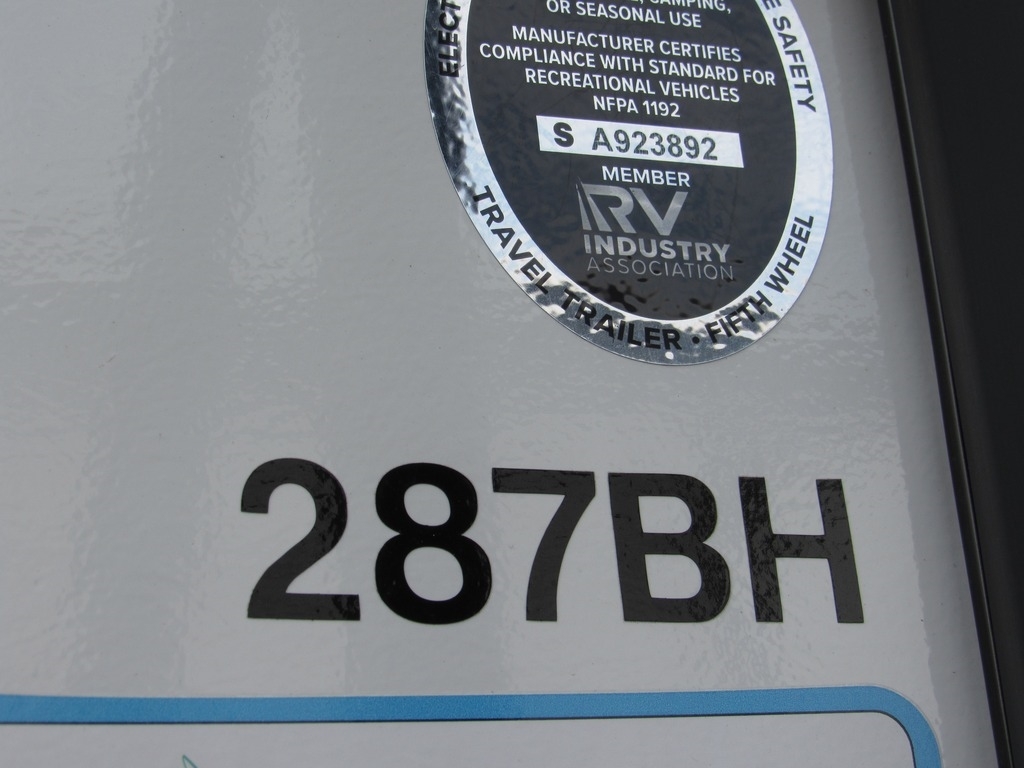 OR SEASONAL USE
MANUFACTURER CERTIFIES
COMPLIANCE WITH STANDARD FOR
RECREATIONAL VEHICLES
NFPA 1192
S A923892
MEMBER
RV
INDUSTRY
ASSOCIATION
SAFETY
TRAVEL TRAILER • FIFTH WHEEL
287BH